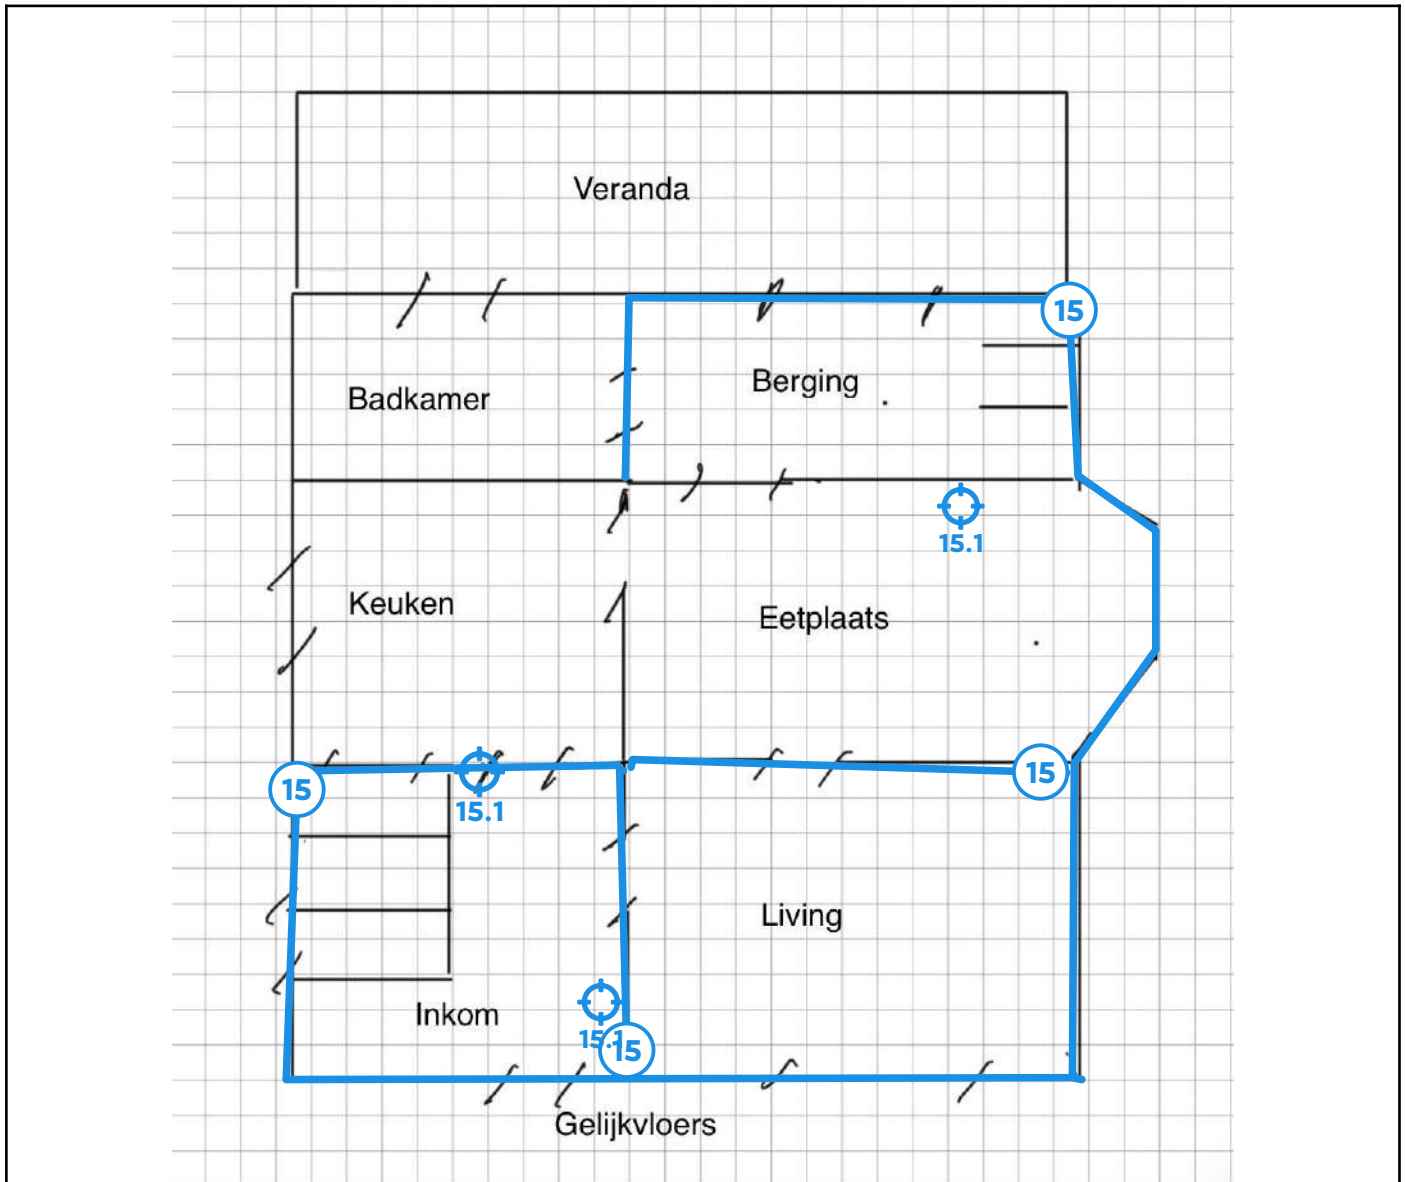 Veranda
15
Berging
Badkamer
15.1
Keuken
Eetplaats
15
15
15.1
Living
Inkom
15.1
15
Gelijkvloers